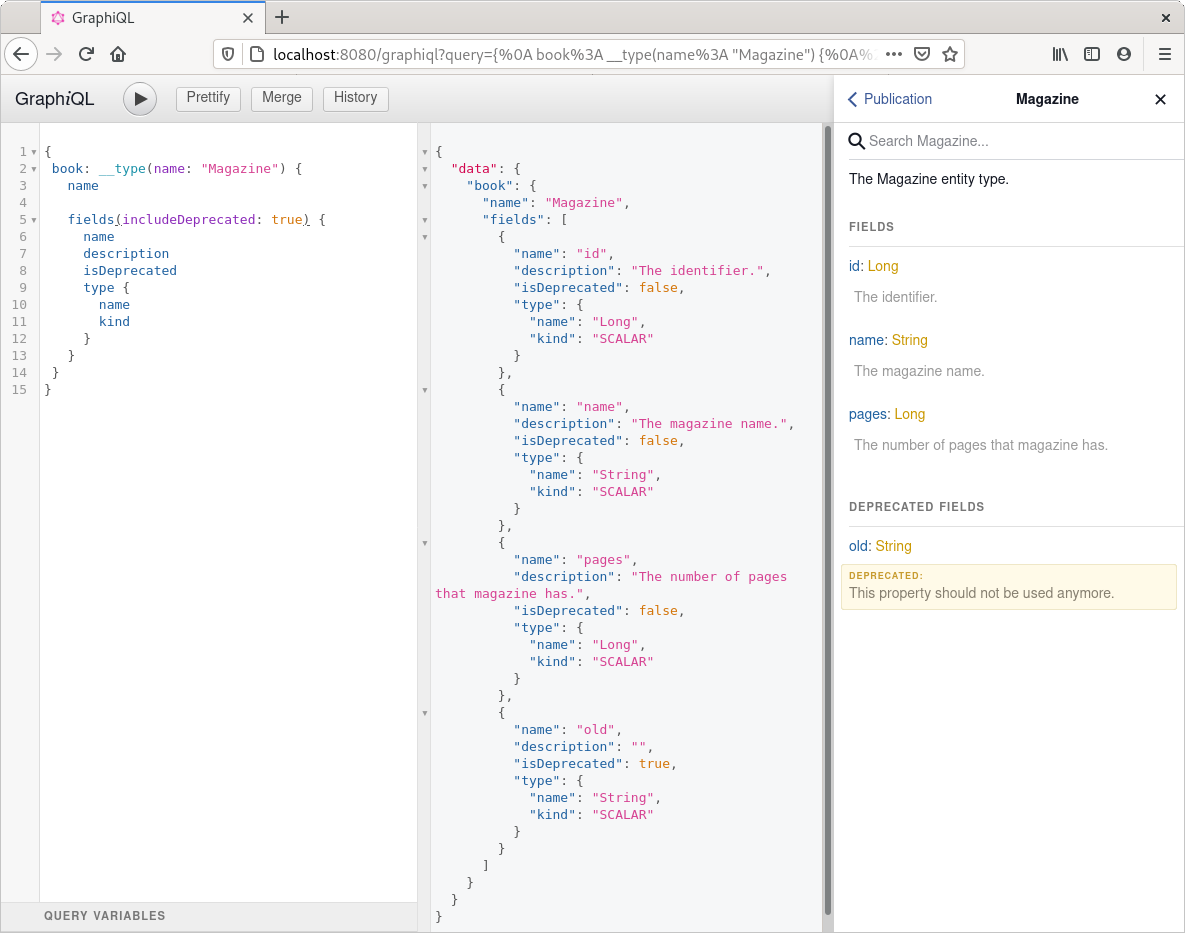 GraphiQL
localhost:8080/graphiql?query={%0A book%3A __type(name%3A "Magazine") {%0A%
GraphiQL
Prettify
Merge
History
1 {
2 book: __type(name: "Magazine") {
3 name
4
5 fields(includeDeprecated: true) {
6 name
7 description
8 isDeprecated
9 type {
10 name
11 kind
12 }
13 }
14 }
15 }
QUERY VARIABLES
{
"data": {
"book": {
"name": "Magazine",
"fields": [
{
"name": "id",
"description": "The identifier.",
"isDeprecated": false,
"type": {
"name": "Long",
"kind": "SCALAR"
}
},
{
"name": "name",
"description": "The magazine name.",
"isDeprecated": false,
"type": {
"name": "String",
"kind": "SCALAR"
}
},
{
"name": "pages",
"description": "The number of pages
that magazine has.",
"isDeprecated": false,
"type": {
"name": "Long",
"kind": "SCALAR"
}
},
{
"name": "old",
"description": "",
"isDeprecated": true,
"type": {
"name": "String",
"kind": "SCALAR"
}
}
]
}
}
}
Publication
Magazine
Search Magazine...
The Magazine entity type.
FIELDS
id: Long
The identifier.
name: String
The magazine name.
pages: Long
The number of pages that magazine has.
DEPRECATED FIELDS
old: String
DEPRECATED:
This property should not be used anymore.